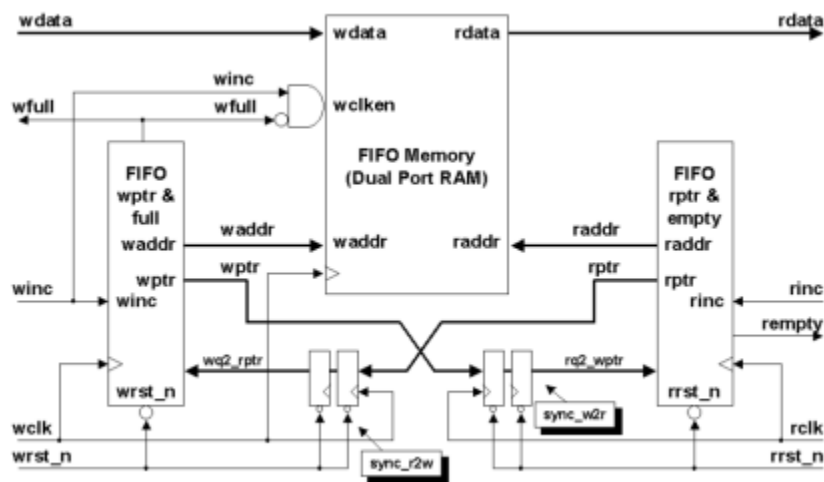 wdata
wdata
rdata
rdata
winc
wclken
wfull
wfull
FIFO Memory
(Dual Port RAM)
FIFO
wptr &
full
FIFO
rptr &
empty
waddr
waddr
waddr
raddr
raddr
raddr
wptr
wptr
rptr
rptr
winc
winc
rinc
rinc
rempty
wq2_rptr
rq2_wptr
wrst_n
rrst_n
sync_w2r
wclk
rclk
wrst_n
sync_r2w
rrst_n